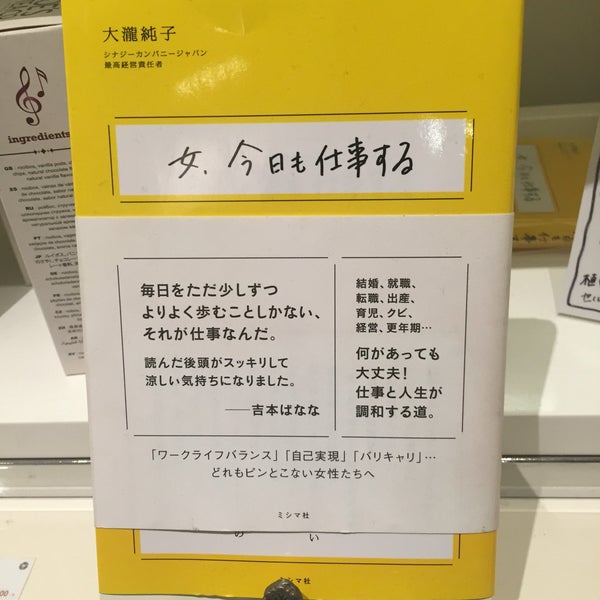 大瀧純子
シナジーカンパニージャパン
最高経営責任者
女、今日も仕事する
毎日をただ少しずつ
よりよく歩むことしかない、
それが仕事なんだ。
読んだ後頭がスッキリして
涼しい気持ちになりました。
──吉本ばなな
結婚、就職、
転職、出産、
育児、クビ、
経営、更年期…
何があっても
大丈夫!
仕事と人生が
調和する道。
「ワークライフバランス」「自己実現」「バリキャリ」…
どれもピンとこない女性たちへ
ミシマ社
の い
ミシマ社
ingredients